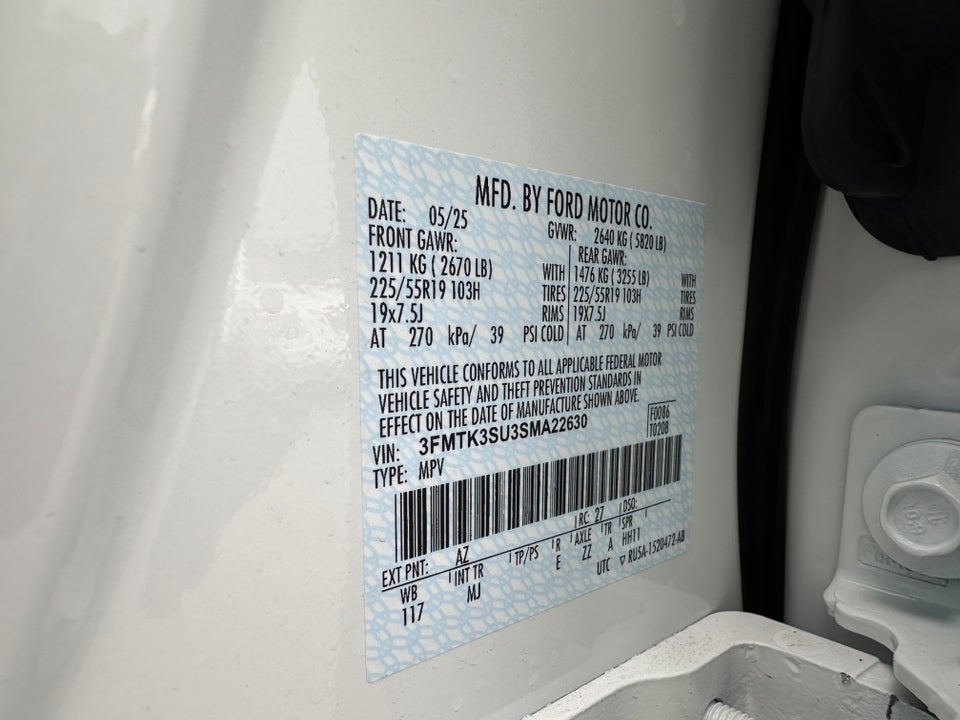 MFD. BY FORD MOTOR CO.
DATE: 05/25 GVWR: 2640 KG ( 5820 LB)
FRONT GAWR: REAR GAWR:
1211 KG ( 2670 LB) WITH 1476 KG ( 3255 LB) WITH
225/55R19 103H TIRES 225/55R19 103H TIRES
19x7.5J RIMS 19x7.5J RIMS
AT 270 kPa/ 39 PSI COLD AT 270 kPa/ 39 PSI COLD
THIS VEHICLE CONFORMS TO ALL APPLICABLE FEDERAL MOTOR
VEHICLE SAFETY AND THEFT PREVENTION STANDARDS IN
EFFECT ON THE DATE OF MANUFACTURE SHOWN ABOVE.
VIN: 3FMTK3SU3SMA22630 F0086
TYPE: MPV T0208
EXT PNT: AZ RC: 27 DSO:
WB INT TR TP/PS R AXLE TR SPR
117 MJ E ZZ A HH11
UTC ▽ RU5A-1520472-AB